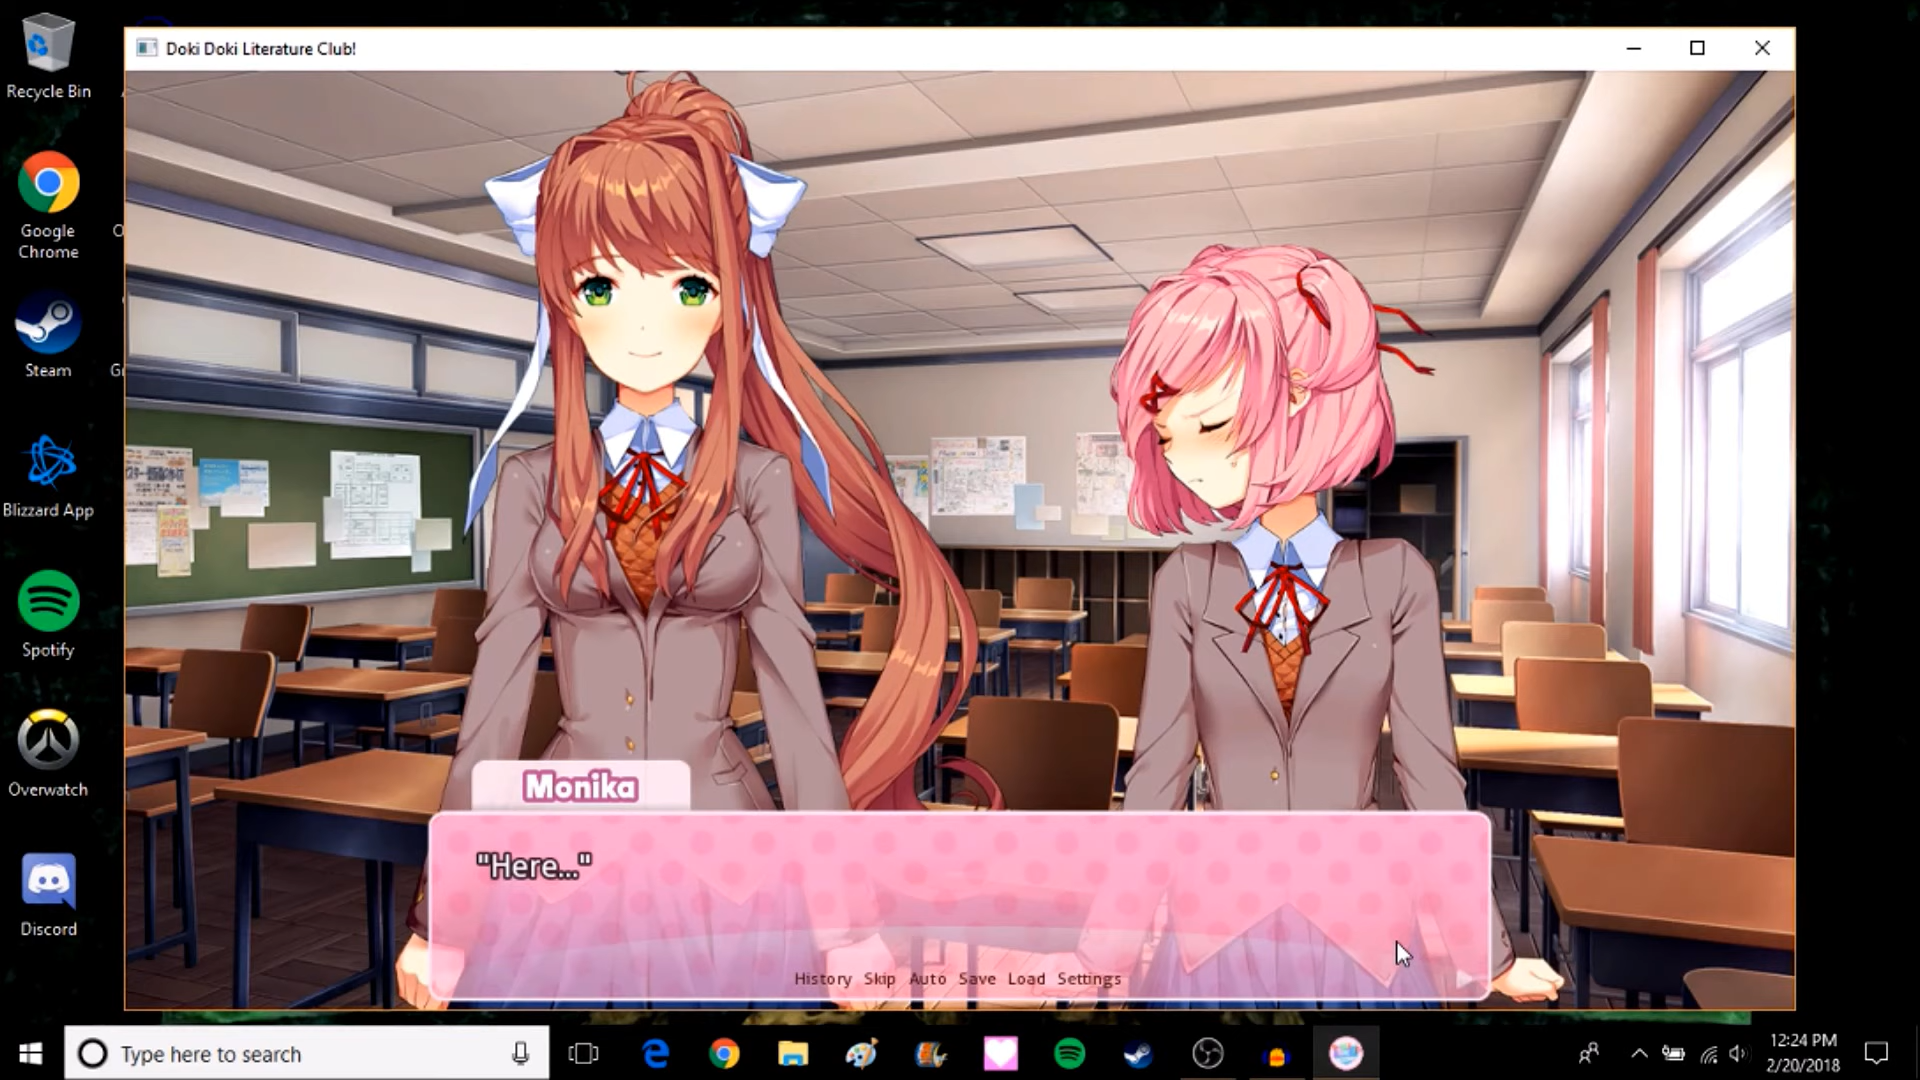 Doki Doki Literature Club!
Recycle Bin
Google
Chrome
Steam
Blizzard App
Spotify
Overwatch
Discord
Monika
"Here..."
History Skip Auto Save Load Settings
Type here to search
12:24 PM
2/20/2018